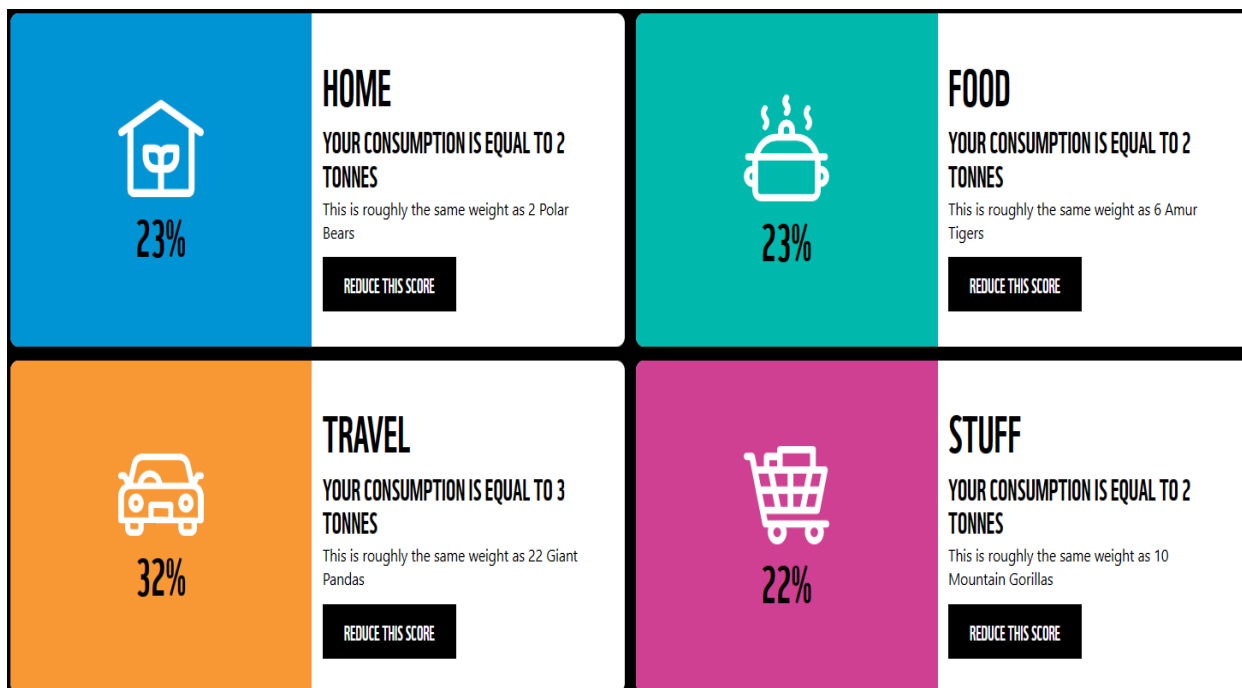 HOME
YOUR CONSUMPTION IS EQUAL TO 2
TONNES
This is roughly the same weight as 2 Polar
Bears
23%
REDUCE THIS SCORE
FOOD
YOUR CONSUMPTION IS EQUAL TO 2
TONNES
This is roughly the same weight as 6 Amur
Tigers
23%
REDUCE THIS SCORE
TRAVEL
YOUR CONSUMPTION IS EQUAL TO 3
TONNES
This is roughly the same weight as 22 Giant
Pandas
32%
REDUCE THIS SCORE
STUFF
YOUR CONSUMPTION IS EQUAL TO 2
TONNES
This is roughly the same weight as 10
Mountain Gorillas
22%
REDUCE THIS SCORE